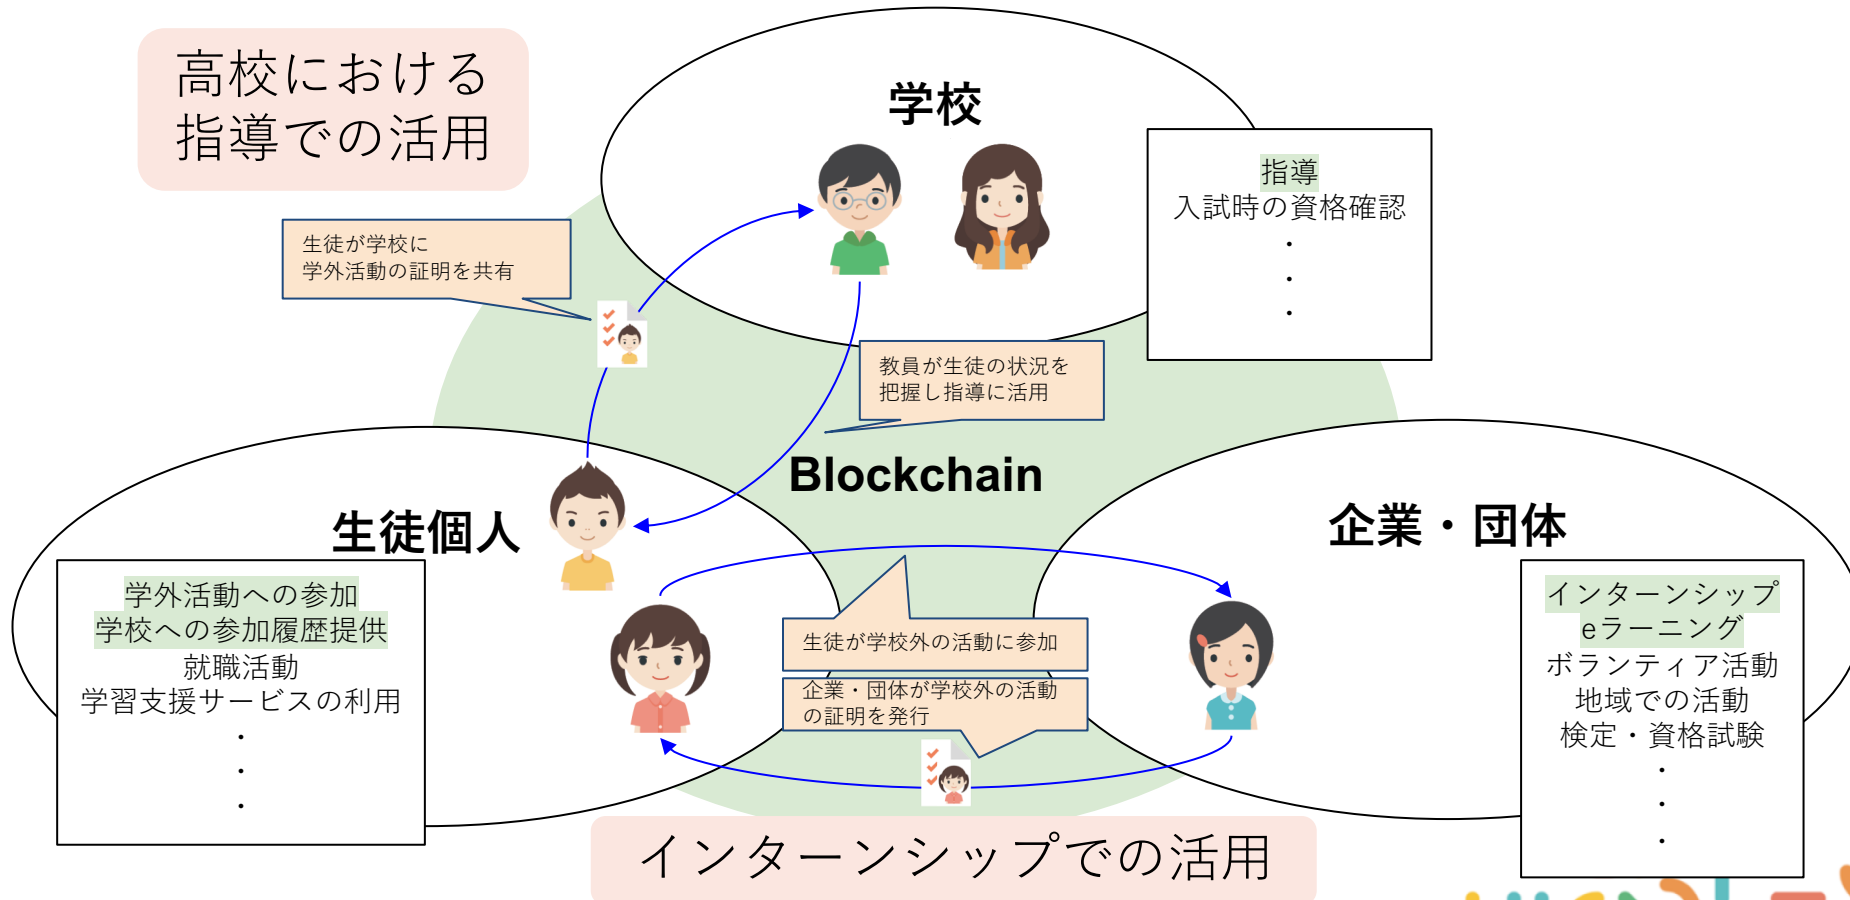 高校における
指導での活用
学校
指導
入試時の資格確認
・
・
・
生徒が学校に
学外活動の証明を共有
教員が生徒の状況を
把握し指導に活用
Blockchain
生徒個人
学外活動への参加
学校への参加履歴提供
就職活動
学習支援サービスの利用
・
・
・
企業・団体
インターンシップ
eラーニング
ボランティア活動
地域での活動
検定・資格試験
・
・
・
生徒が学校外の活動に参加
企業・団体が学校外の活動
の証明を発行
インターンシップでの活用